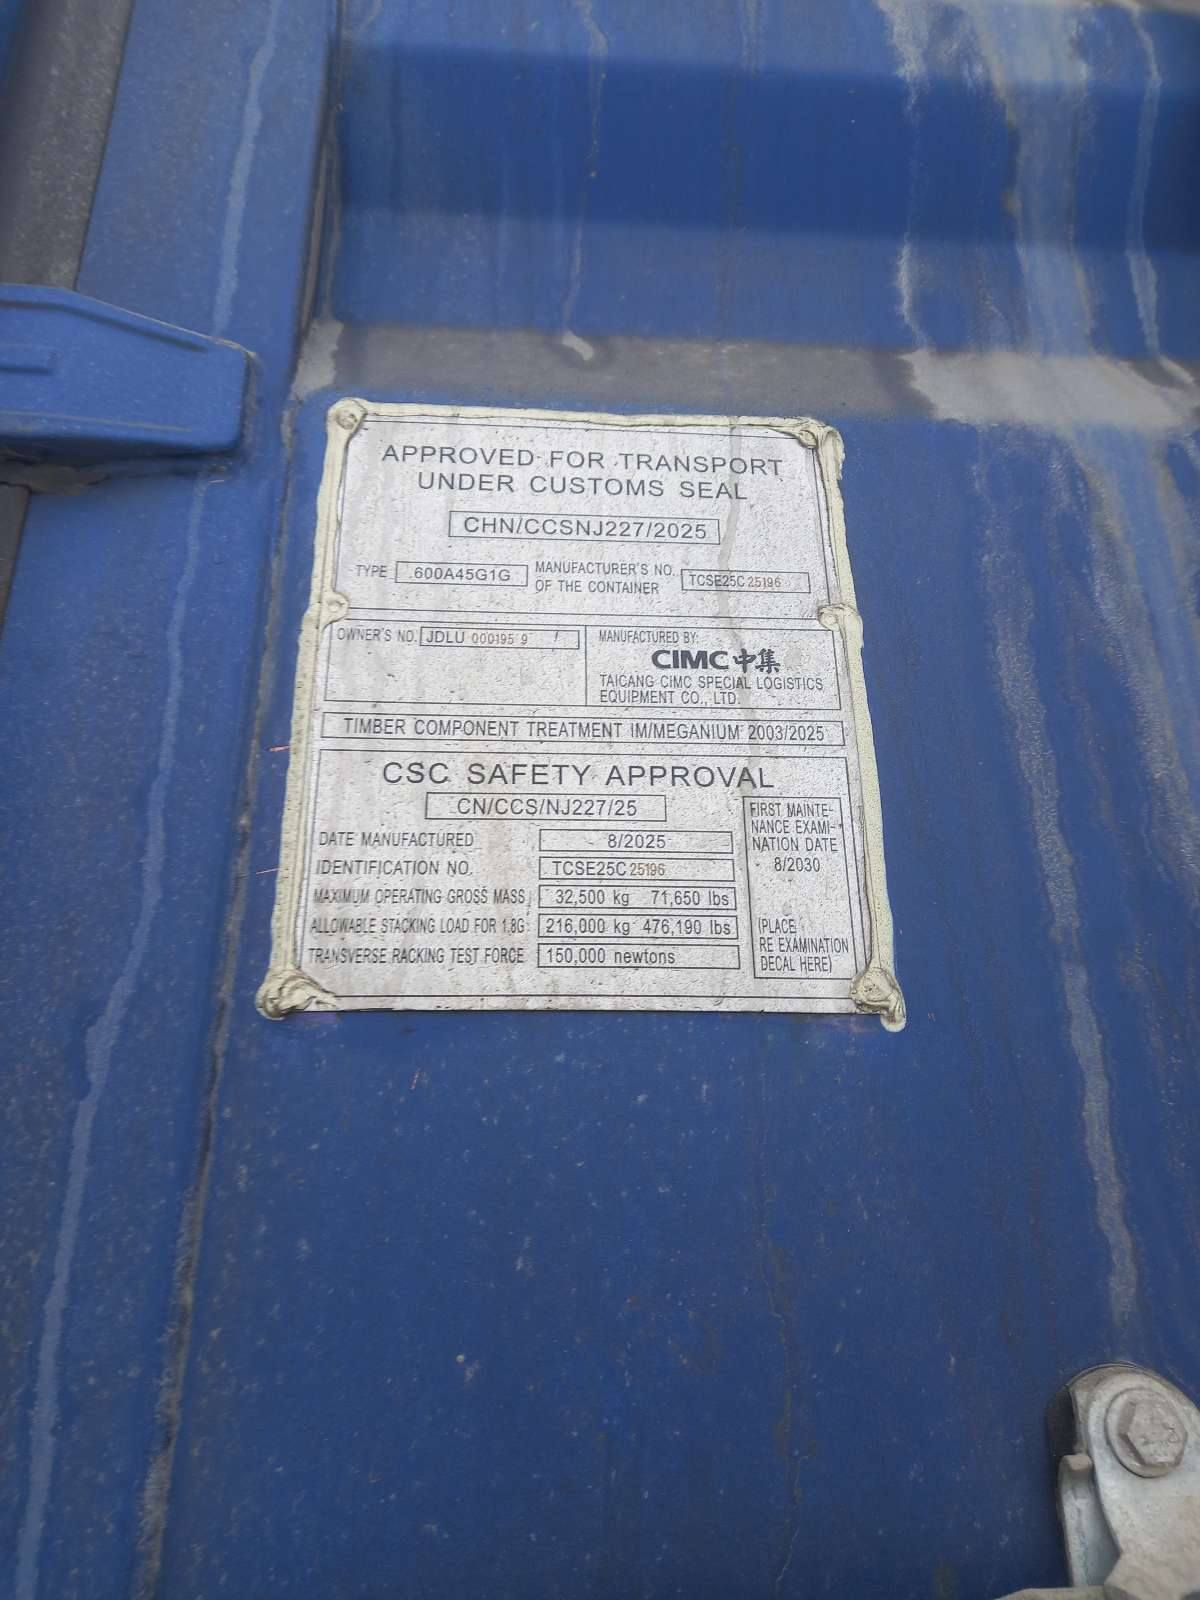 APPROVED FOR TRANSPORT
UNDER CUSTOMS SEAL
CHN/CCSNJ227/2025
TYPE 600A45G1G
MANUFACTURER'S NO.
OF THE CONTAINER
TCSE25C 25196
OWNER'S NO. JDLU 000195 9
MANUFACTURED BY:
CIMC 中集
TAICANG CIMC SPECIAL LOGISTICS
EQUIPMENT CO., LTD.
TIMBER COMPONENT TREATMENT IM/MEGANIUM 2003/2025
CSC SAFETY APPROVAL
CN/CCS/NJ227/25
DATE MANUFACTURED 8/2025
IDENTIFICATION NO. TCSE25C 25196
MAXIMUM OPERATING GROSS MASS 32,500 kg 71,650 lbs
ALLOWABLE STACKING LOAD FOR 1.8G: 216,000 kg 476,190 lbs
TRANSVERSE RACKING TEST FORCE 150,000 newtons
FIRST MAINTE-
NANCE EXAMI-
NATION DATE
8/2030
(PLACE
RE EXAMINATION
DECAL HERE)